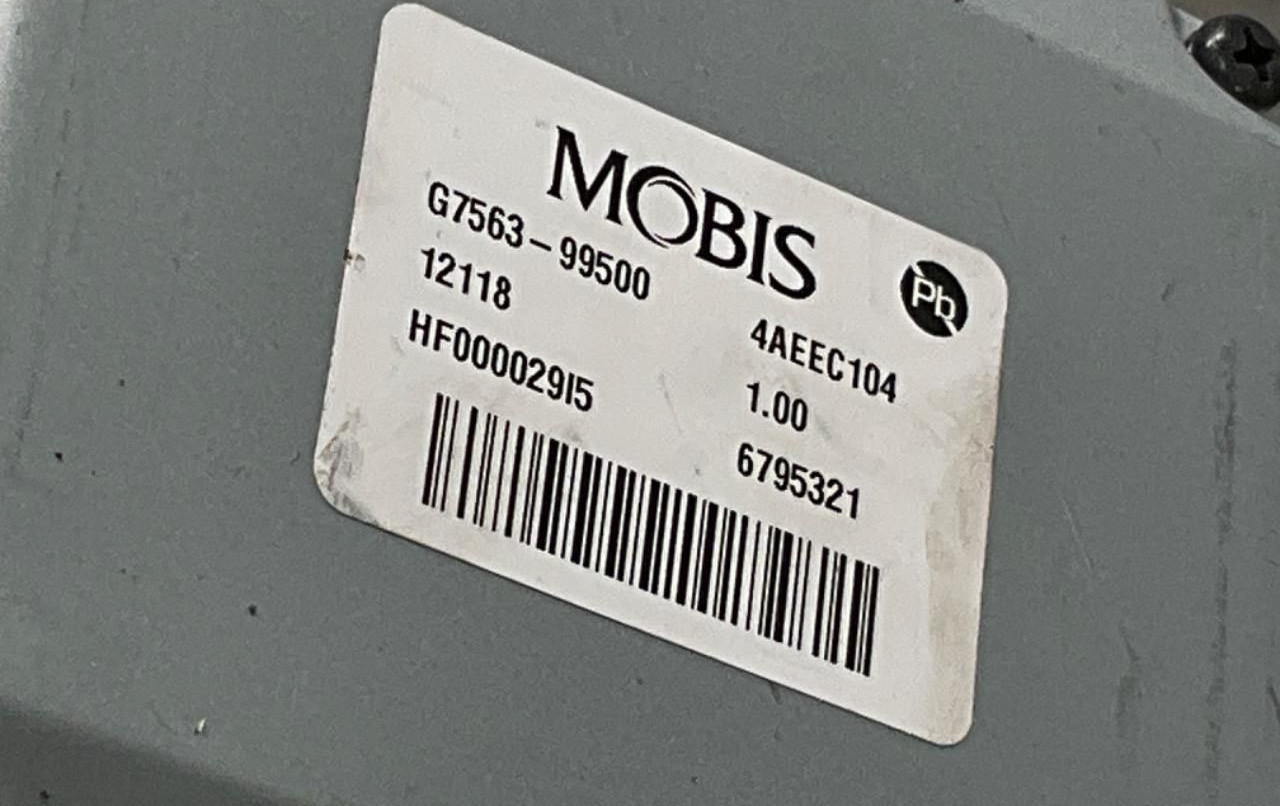 MOBIS
G7563-99500
Pb
12118
4AEEC104
HF000029I5
1.00
6795321